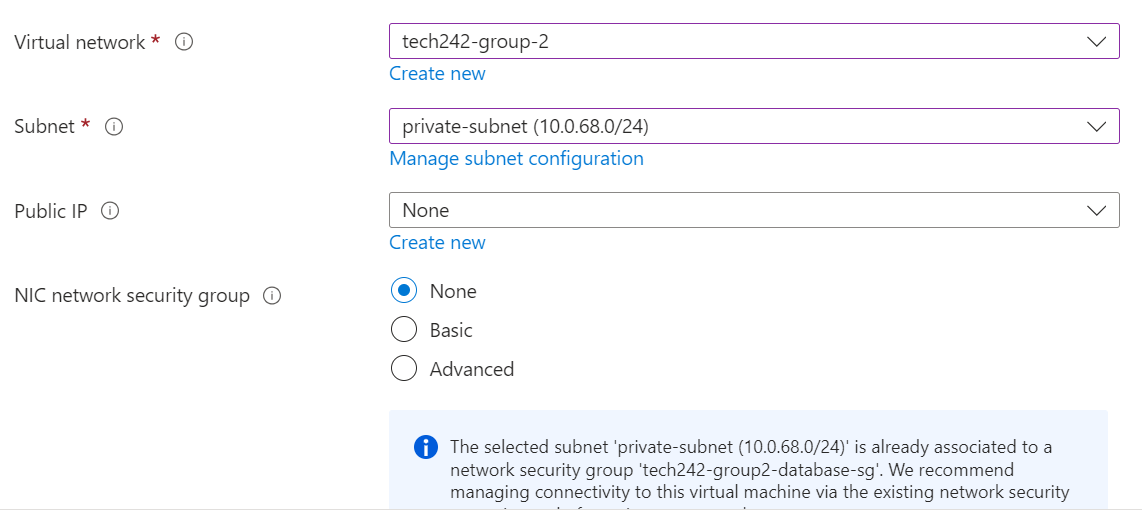 Virtual network *
tech242-group-2
Create new
Subnet *
private-subnet (10.0.68.0/24)
Manage subnet configuration
Public IP
None
Create new
NIC network security group
None
Basic
Advanced
The selected subnet 'private-subnet (10.0.68.0/24)' is already associated to a
network security group 'tech242-group2-database-sg'. We recommend
managing connectivity to this virtual machine via the existing network security